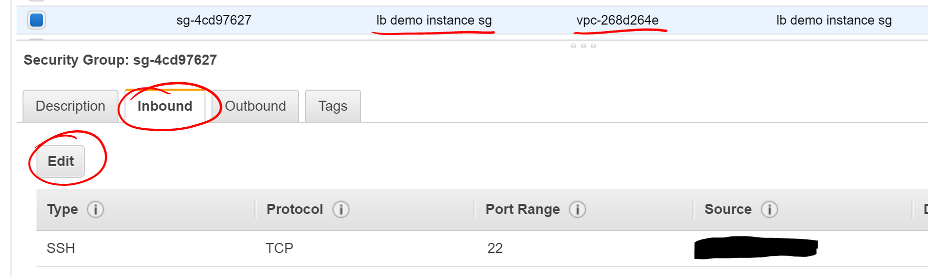 sg-4cd97627 lb demo instance sg vpc-268d264e lb demo instance sg
Security Group: sg-4cd97627
Description Inbound Outbound Tags
Edit
Type i Protocol i Port Range i Source i
SSH TCP 22